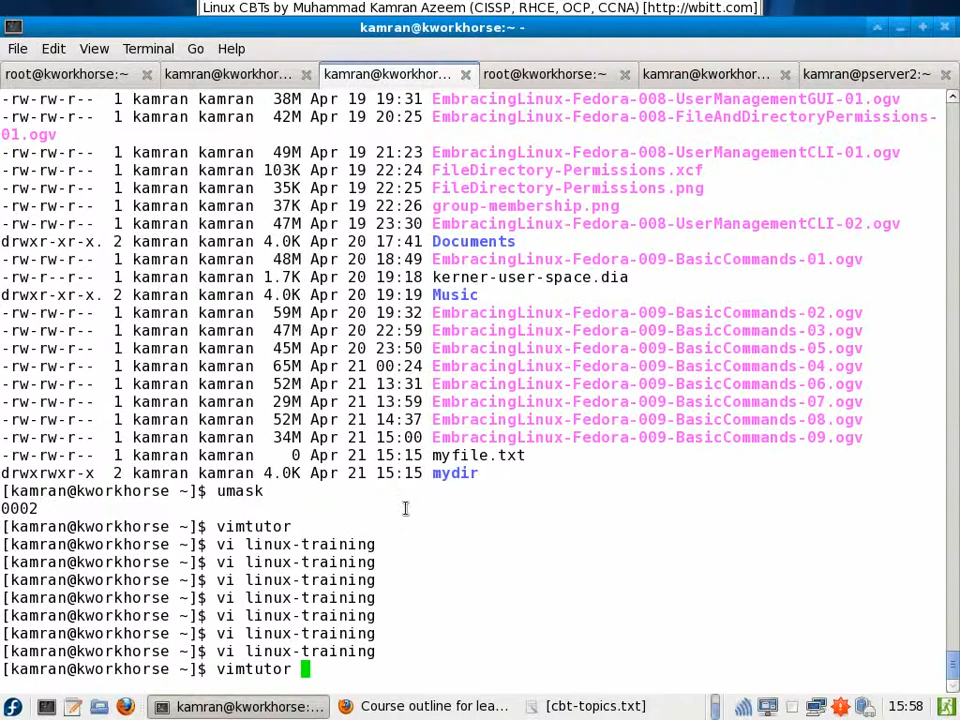 Linux CBTs by Muhammad Kamran Azeem (CISSP, RHCE, OCP, CCNA) [http://wbitt.com]
kamran@kworkhorse:~ -
File Edit View Terminal Go Help
root@kworkhorse:~ kamran@kworkhor... kamran@kworkhor... root@kworkhorse:~ kamran@kworkhor... kamran@pserver2:~
-rw-rw-r-- 1 kamran kamran 38M Apr 19 19:31 EmbracingLinux-Fedora-008-UserManagementGUI-01.ogv
-rw-rw-r-- 1 kamran kamran 42M Apr 19 20:25 EmbracingLinux-Fedora-008-FileAndDirectoryPermissions-
01.ogv
-rw-rw-r-- 1 kamran kamran 49M Apr 19 21:23 EmbracingLinux-Fedora-008-UserManagementCLI-01.ogv
-rw-rw-r-- 1 kamran kamran 103K Apr 19 22:24 FileDirectory-Permissions.xcf
-rw-rw-r-- 1 kamran kamran 35K Apr 19 22:25 FileDirectory-Permissions.png
-rw-rw-r-- 1 kamran kamran 37K Apr 19 22:26 group-membership.png
-rw-rw-r-- 1 kamran kamran 47M Apr 19 23:30 EmbracingLinux-Fedora-008-UserManagementCLI-02.ogv
drwxr-xr-x. 2 kamran kamran 4.0K Apr 20 17:41 Documents
-rw-rw-r-- 1 kamran kamran 48M Apr 20 18:49 EmbracingLinux-Fedora-009-BasicCommands-01.ogv
-rw-rw-r-- 1 kamran kamran 1.7K Apr 20 19:18 kerner-user-space.dia
drwxr-xr-x. 2 kamran kamran 4.0K Apr 20 19:19 Music
-rw-rw-r-- 1 kamran kamran 59M Apr 20 19:32 EmbracingLinux-Fedora-009-BasicCommands-02.ogv
-rw-rw-r-- 1 kamran kamran 47M Apr 20 22:59 EmbracingLinux-Fedora-009-BasicCommands-03.ogv
-rw-rw-r-- 1 kamran kamran 45M Apr 20 23:50 EmbracingLinux-Fedora-009-BasicCommands-05.ogv
-rw-rw-r-- 1 kamran kamran 65M Apr 21 00:24 EmbracingLinux-Fedora-009-BasicCommands-04.ogv
-rw-rw-r-- 1 kamran kamran 52M Apr 21 13:31 EmbracingLinux-Fedora-009-BasicCommands-06.ogv
-rw-rw-r-- 1 kamran kamran 29M Apr 21 13:59 EmbracingLinux-Fedora-009-BasicCommands-07.ogv
-rw-rw-r-- 1 kamran kamran 52M Apr 21 14:37 EmbracingLinux-Fedora-009-BasicCommands-08.ogv
-rw-rw-r-- 1 kamran kamran 34M Apr 21 15:00 EmbracingLinux-Fedora-009-BasicCommands-09.ogv
-rw-rw-r-- 1 kamran kamran 0 Apr 21 15:15 myfile.txt
drwxrwxr-x 2 kamran kamran 4.0K Apr 21 15:15 mydir
[kamran@kworkhorse ~]$ umask
0002
[kamran@kworkhorse ~]$ vimtutor
[kamran@kworkhorse ~]$ vi linux-training
[kamran@kworkhorse ~]$ vi linux-training
[kamran@kworkhorse ~]$ vi linux-training
[kamran@kworkhorse ~]$ vi linux-training
[kamran@kworkhorse ~]$ vi linux-training
[kamran@kworkhorse ~]$ vi linux-training
[kamran@kworkhorse ~]$ vi linux-training
[kamran@kworkhorse ~]$ vimtutor
kamran@kworkhorse:... Course outline for lea... [cbt-topics.txt] 15:58